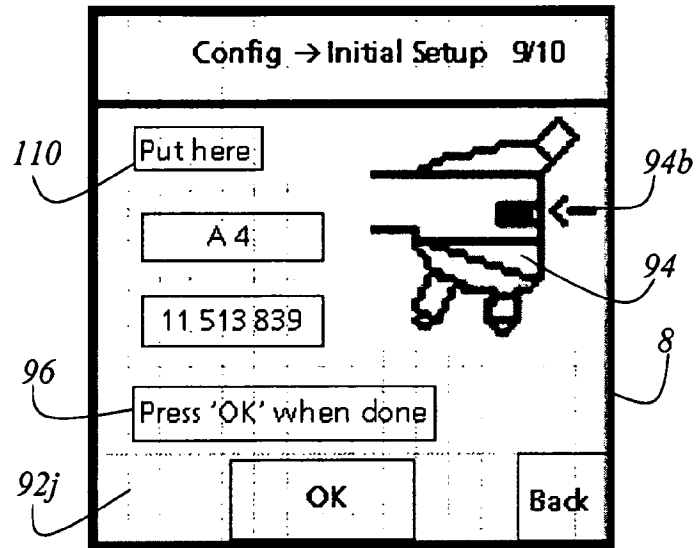 Config → Initial Setup 9/10
110
Put here
94b
A 4
94
11 513 839
8
96
Press 'OK' when done
92j
OK
Back